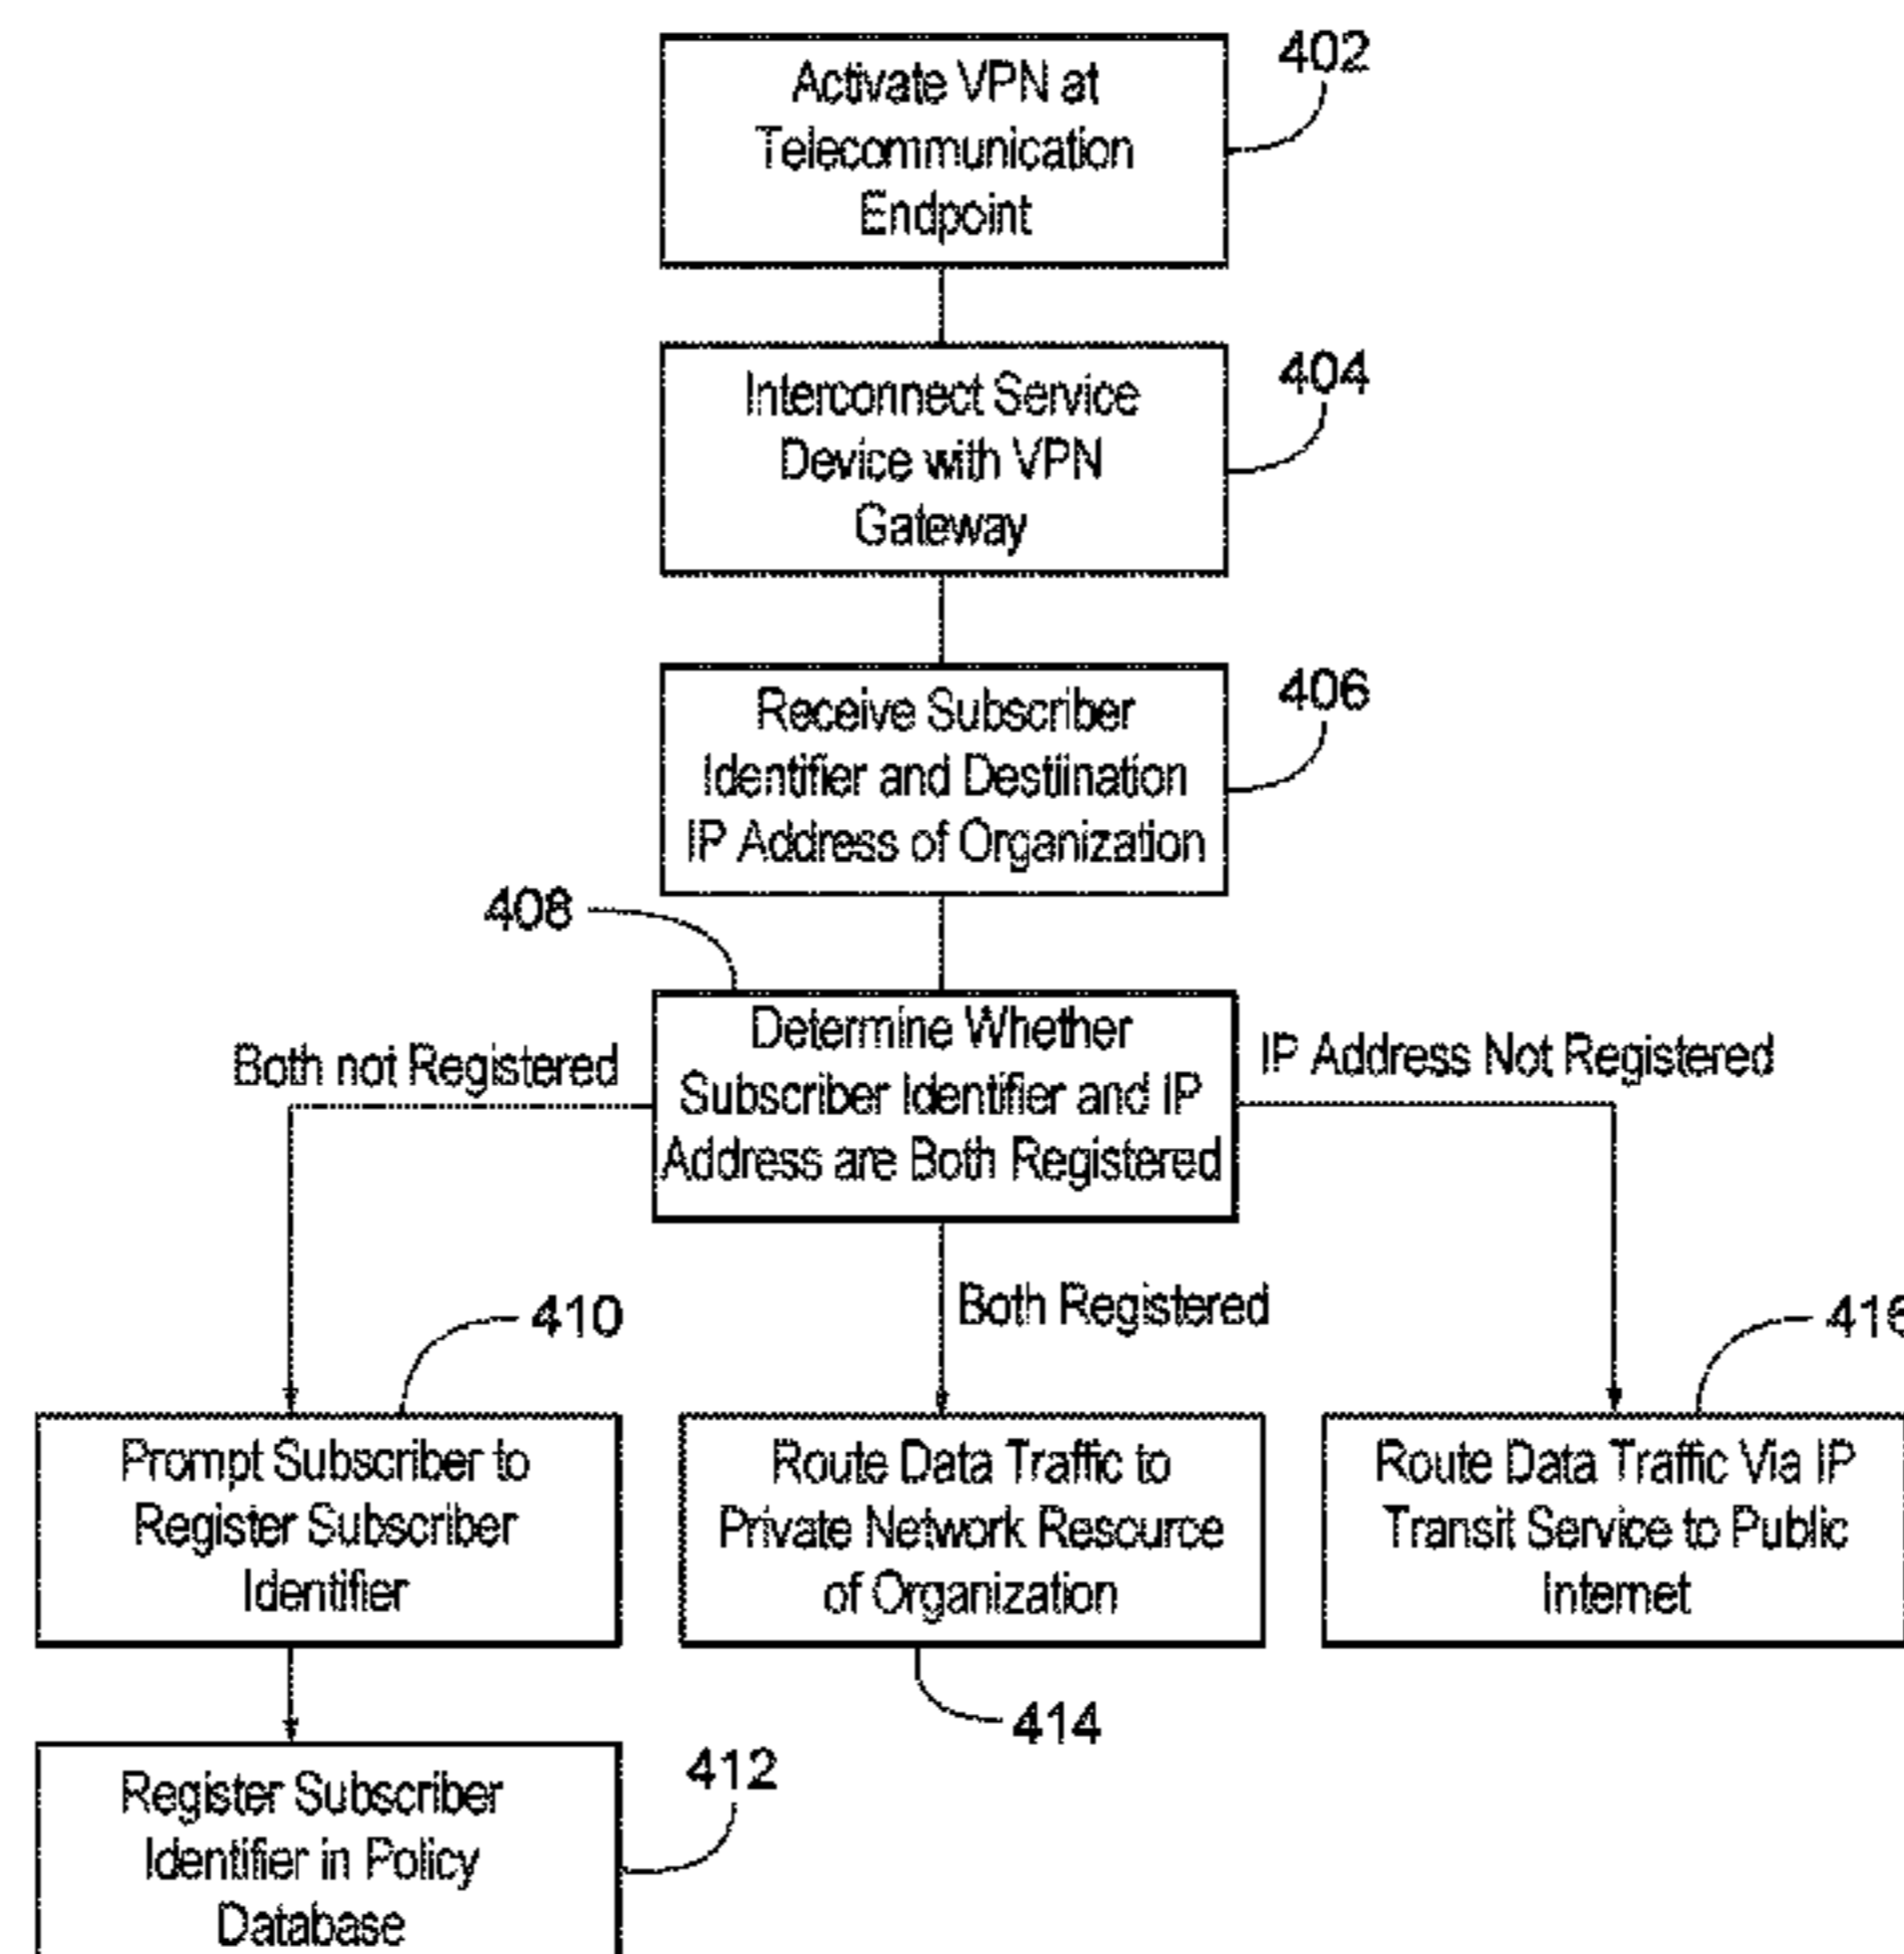 402
Activate VPN at
Telecommunication
Endpoint
404
Interconnect Service
Device with VPN
Gateway
406
Receive Subscriber
Identifier and Destiination
IP Address of Organization
408
Determine Whether
Subscriber Identifier and IP
Address are Both Registered
Both not Registered
IP Address Not Registered
Both Registered
410
416
Prompt Subscriber to
Register Subscriber
Identifier
Route Data Traffic to
Private Network Resource
of Organization
Route Data Traffic Via IP
Transit Service to Public
Internet
414
412
Register Subscriber
Identifier in Policy
Database